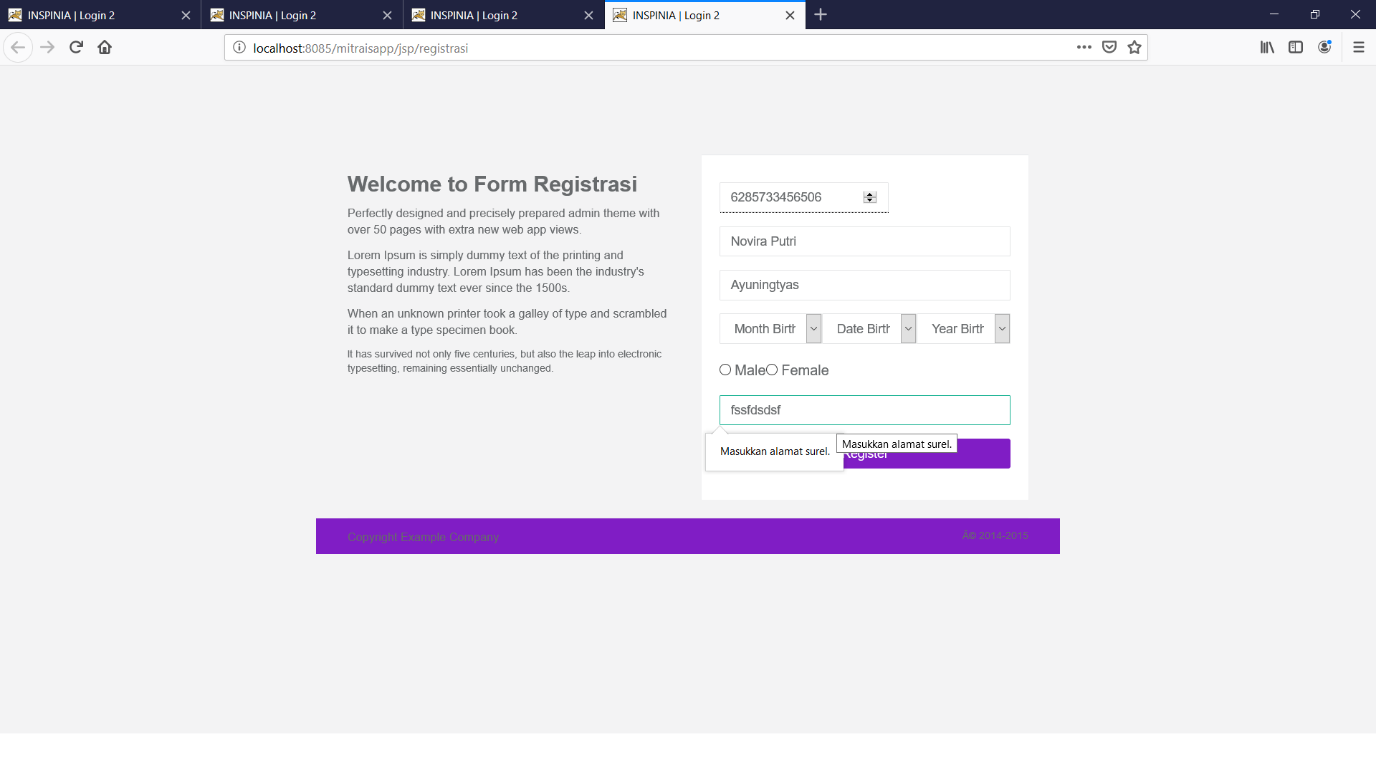 INSPINIA | Login 2
INSPINIA | Login 2
INSPINIA | Login 2
INSPINIA | Login 2
localhost:8085/mitraisapp/jsp/registrasi
Welcome to Form Registrasi
Perfectly designed and precisely prepared admin theme with
over 50 pages with extra new web app views.
Lorem Ipsum is simply dummy text of the printing and
typesetting industry. Lorem Ipsum has been the industry's
standard dummy text ever since the 1500s.
When an unknown printer took a galley of type and scrambled
it to make a type specimen book.
It has survived not only five centuries, but also the leap into electronic
typesetting, remaining essentially unchanged.
6285733456506
Novira Putri
Ayuningtyas
Month Birth Date Birth Year Birth
Male Female
fssfdsdsf
Masukkan alamat surel.
Masukkan alamat surel.
Register
Copyright Example Company
Â© 2014-2015